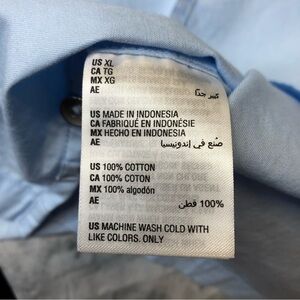 US XL
CA TG
MX XG
AE كبير جدًا
US MADE IN INDONESIA
CA FABRIQUÉ EN INDONÉSIE
MX HECHO EN INDONESIA
AE صنع في إندونيسيا
US 100% COTTON
CA 100% COTON
MX 100% algodón
AE 100% قطن
US MACHINE WASH COLD WITH
LIKE COLORS. ONLY